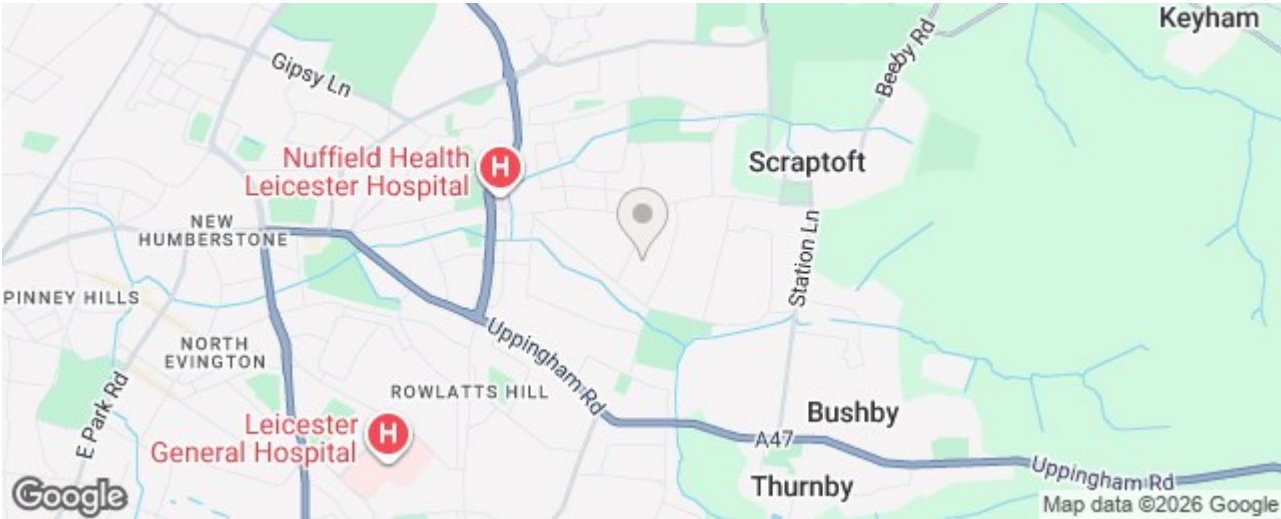 Keyham
Beeby Rd
Gipsy Ln
Nuffield Health
Leicester Hospital
H
Scraptoft
NEW
HUMBERSTONE
Station Ln
PINNEY HILLS
NORTH
EVINGTON
Uppingham Rd
E Park Rd
ROWLATTS HILL
Leicester
General Hospital
H
Bushby
A47
Uppingham Rd
Thurnby
Google
Map data ©2026 Google